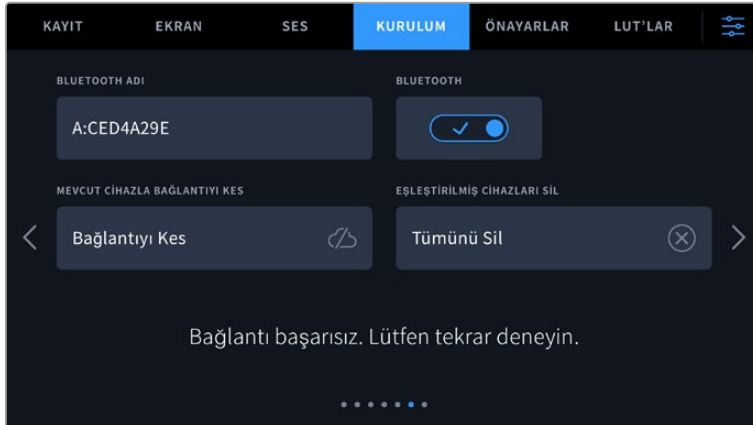 KAYIT EKRAN SES KURULUM ÖNAYARLAR LUT'LAR
BLUETOOTH ADI BLUETOOTH
A:CED4A29E
MEVCUT CİHAZLA BAĞLANTIYI KES EŞLEŞTİRİLMİŞ CİHAZLARI SİL
Bağlantıyı Kes Tümünü Sil
Bağlantı başarısız. Lütfen tekrar deneyin.